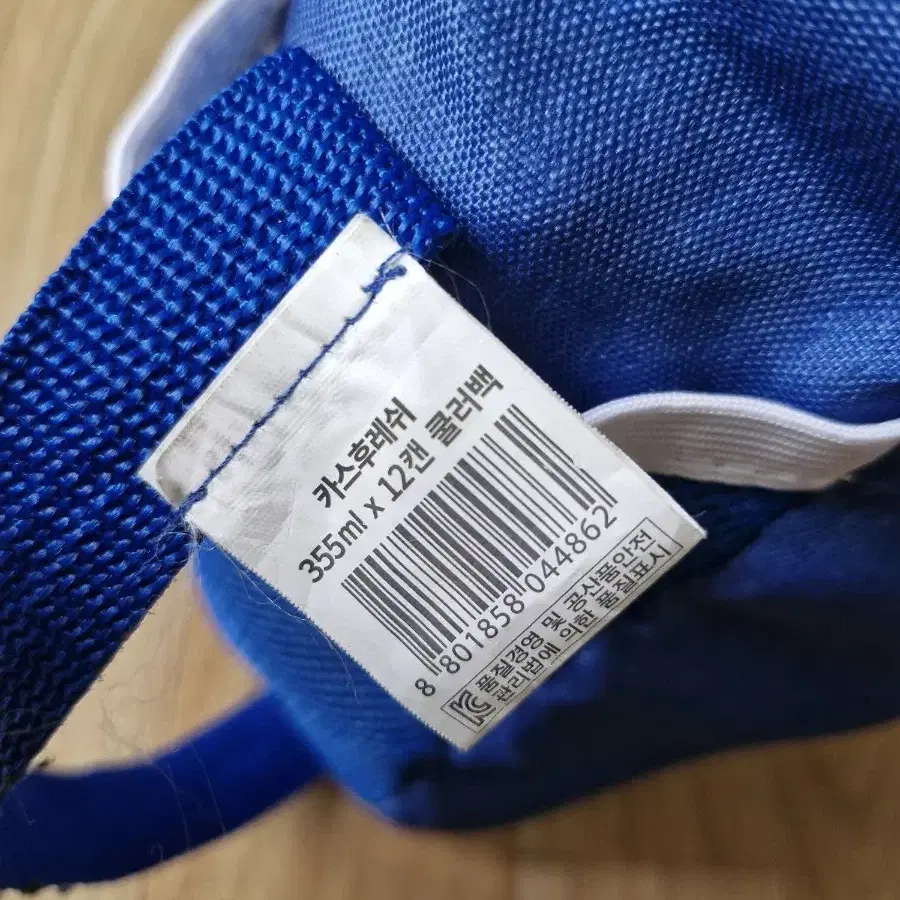 카스후레쉬
355ml x 12캔 쿨러백
8 801858 044862
KC 품질경영 및 공산품안전
관리법에 의한 품질표시